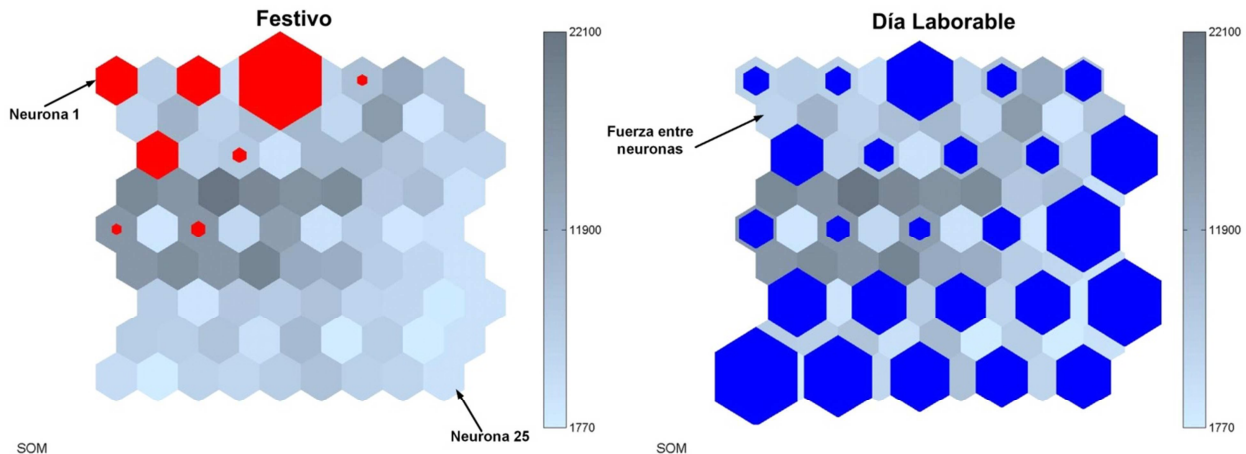 Festivo
22100
11900
1770
Neurona 1
Neurona 25
SOM
Día Laborable
22100
11900
1770
Fuerza entre
neuronas
SOM